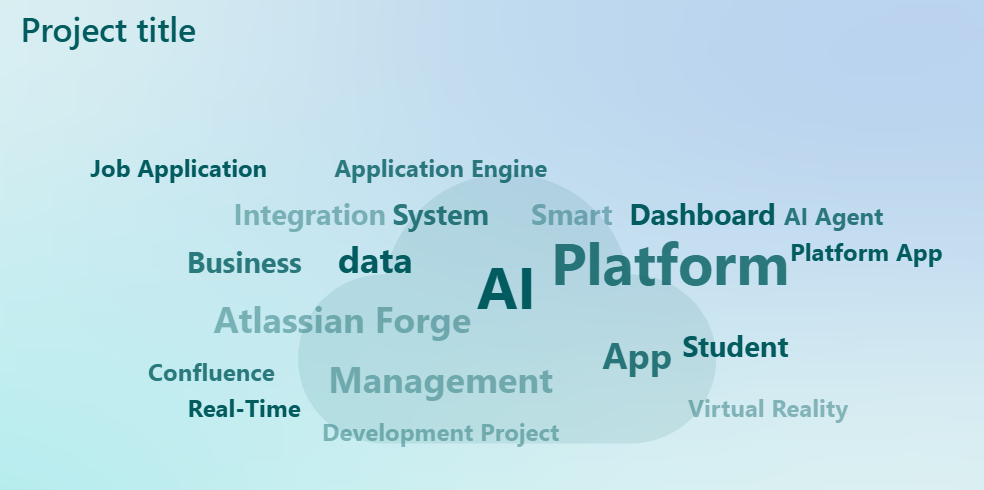 Project title
Job Application
Application Engine
Integration
System
Smart
Dashboard
AI Agent
Business
data
AI
Platform
Platform App
Atlassian Forge
App
Student
Confluence
Management
Real-Time
Virtual Reality
Development Project